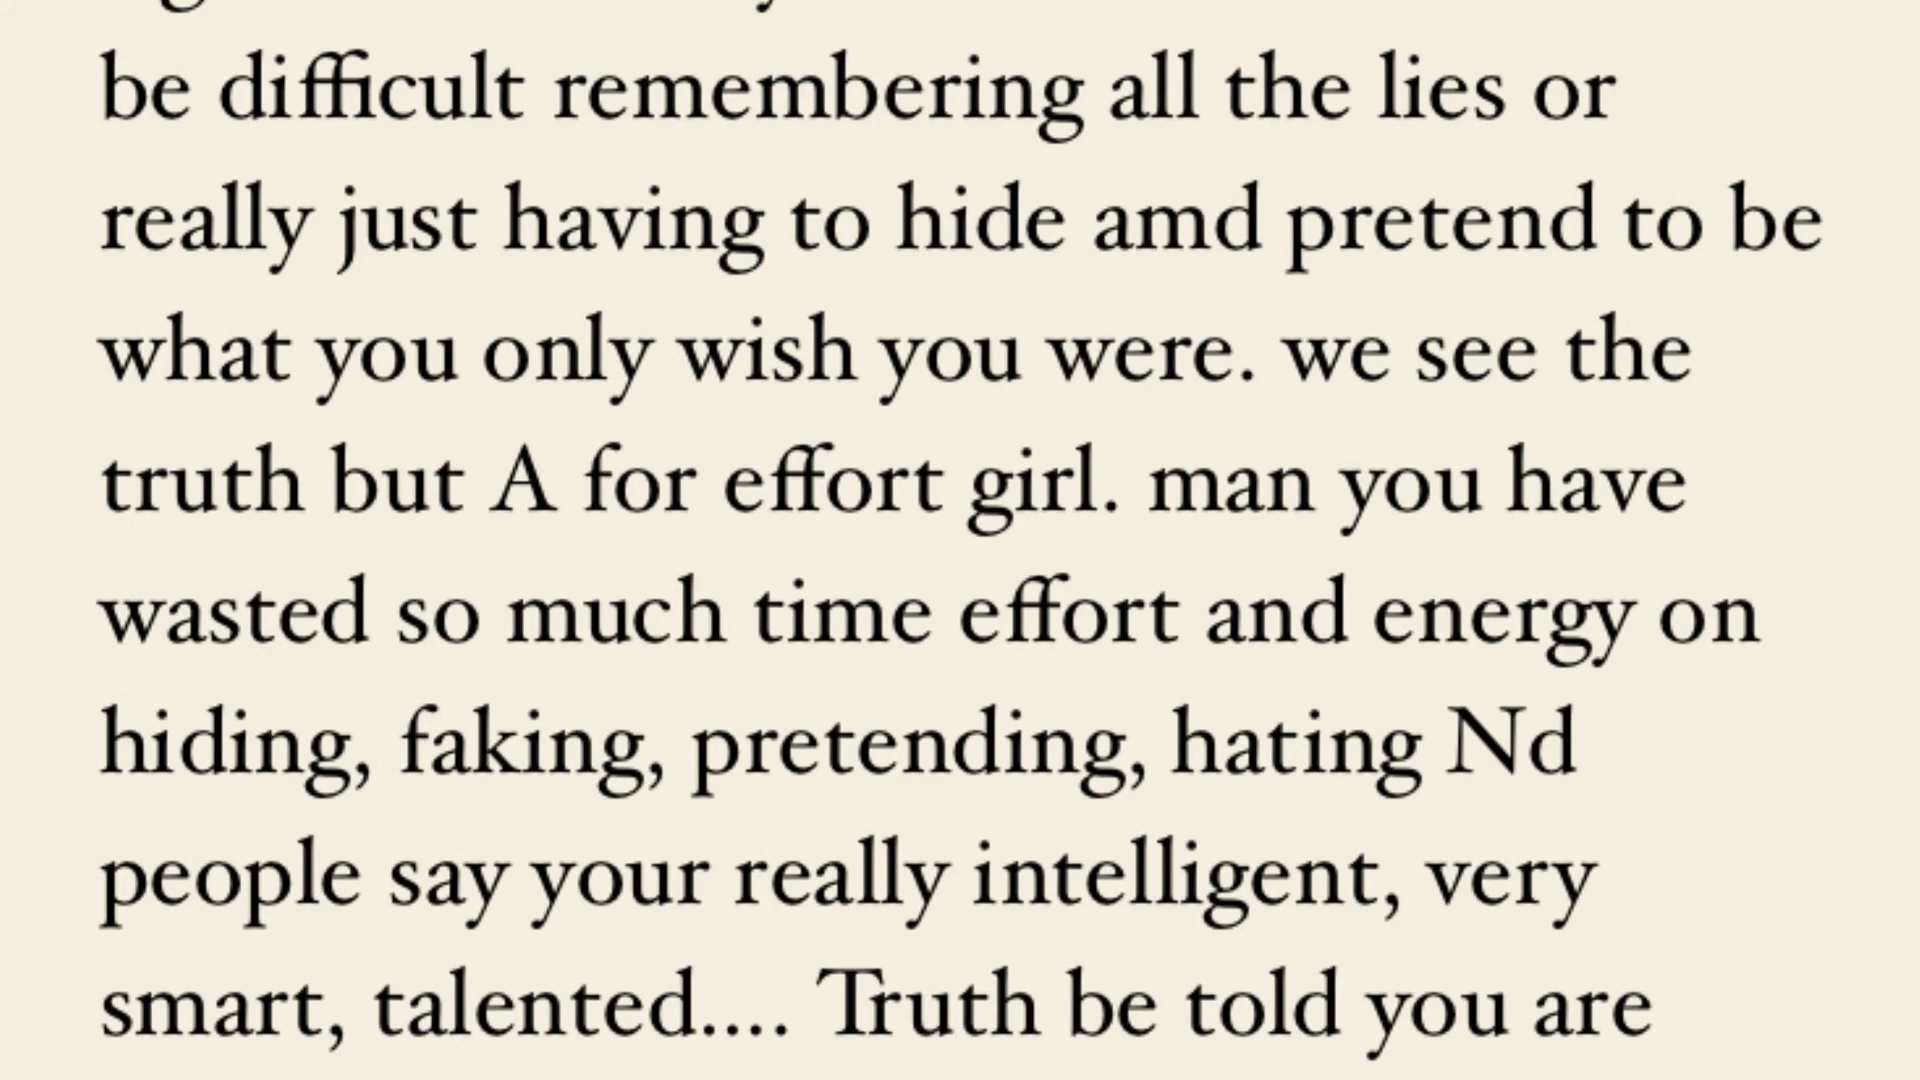 be difficult remembering all the lies or
really just having to hide amd pretend to be
what you only wish you were. we see the
truth but A for effort girl. man you have
wasted so much time effort and energy on
hiding, faking, pretending, hating Nd
people say your really intelligent, very
smart, talented.... Truth be told you are